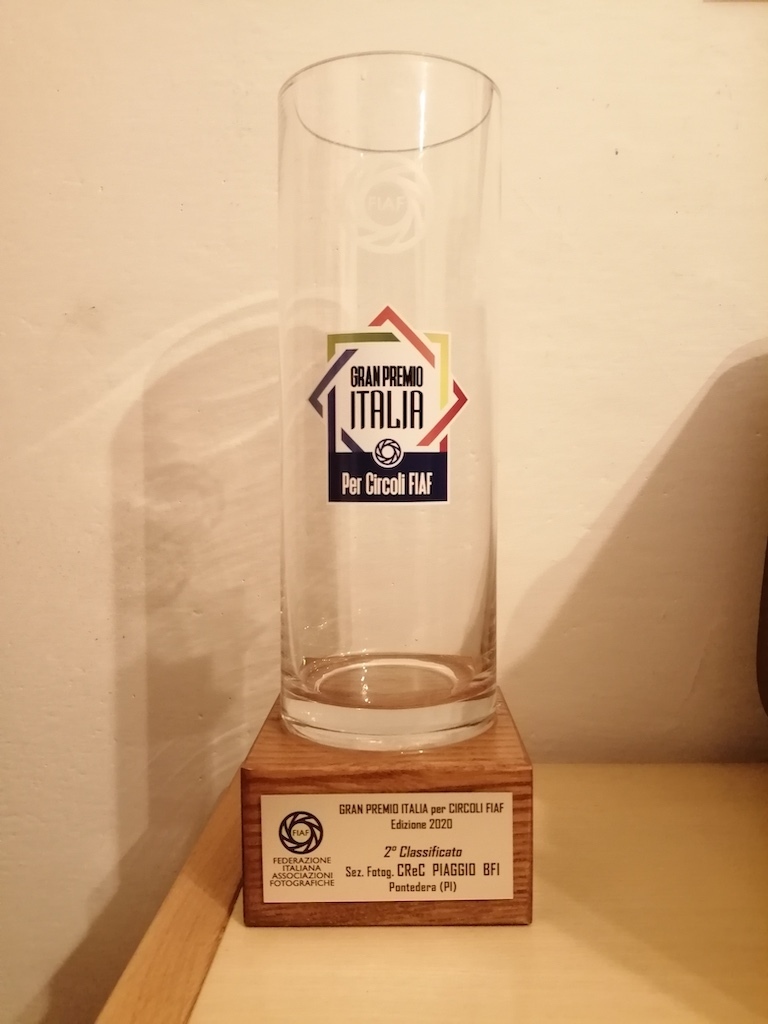 FIAF
GRAN PREMIO
ITALIA
Per Circoli FIAF
FIAF
FEDERAZIONE
ITALIANA
ASSOCIAZIONI
FOTOGRAFICHE
GRAN PREMIO ITALIA per CIRCOLI FIAF
Edizione 2020
2° Classificato
Sez. Fotog. CReC PIAGGIO BFI
Pontedera (PI)